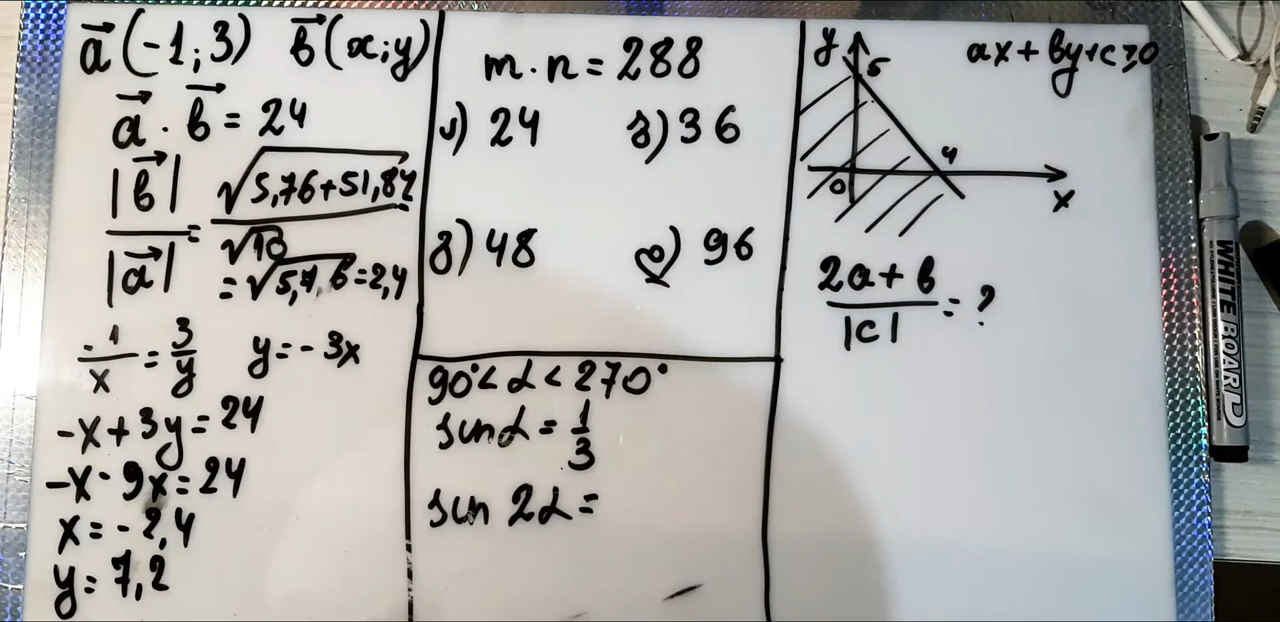 a⃗(-1;3) b⃗(x;y)
a⃗ · b⃗ = 24
|b⃗| / |a⃗| = √5,76+51,84 / √10
= √5,76 = 2,4
-1/x = 3/y y = -3x
-x + 3y = 24
-x - 9x = 24
x = -2,4
y = 7,2
m · n = 288
24 36
48 96
90° < α < 270°
sin α = 1/3
sin 2α =
ax + by + c ≥ 0
y
5
4
0
x
2a + b / |c| = ?
WHITE BOARD